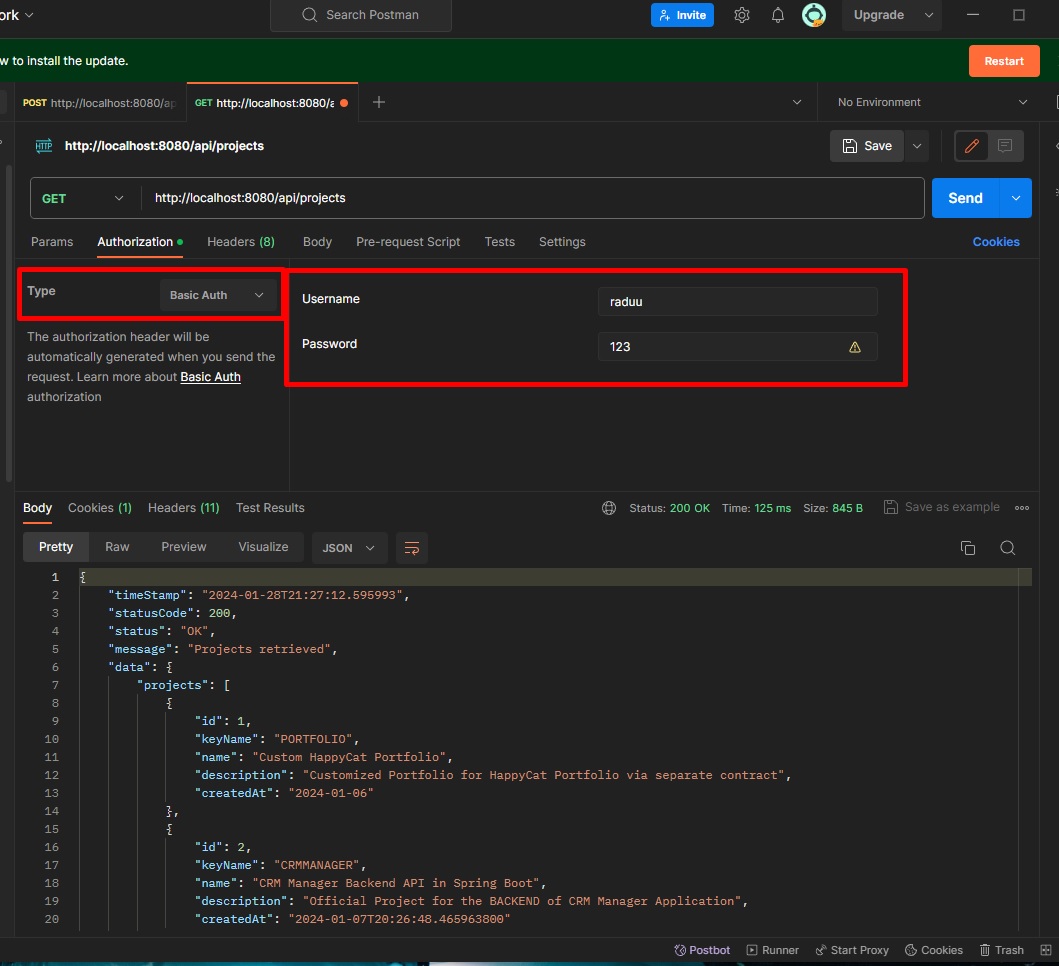 ork
Search Postman
Invite
Upgrade
w to install the update.
Restart
POST http://localhost:8080/ap
GET http://localhost:8080/a
No Environment
HTTP http://localhost:8080/api/projects
Save
GET http://localhost:8080/api/projects
Send
Params Authorization Headers (8) Body Pre-request Script Tests Settings Cookies
Type Basic Auth
Username raduu
The authorization header will be
automatically generated when you send the
request. Learn more about Basic Auth
authorization
Password 123
Body Cookies (1) Headers (11) Test Results
Status: 200 OK Time: 125 ms Size: 845 B Save as example
Pretty Raw Preview Visualize JSON
1 {
2 "timeStamp": "2024-01-28T21:27:12.595993",
3 "statusCode": 200,
4 "status": "OK",
5 "message": "Projects retrieved",
6 "data": {
7 "projects": [
8 {
9 "id": 1,
10 "keyName": "PORTFOLIO",
11 "name": "Custom HappyCat Portfolio",
12 "description": "Customized Portfolio for HappyCat Portfolio via separate contract",
13 "createdAt": "2024-01-06"
14 },
15 {
16 "id": 2,
17 "keyName": "CRMMANAGER",
18 "name": "CRM Manager Backend API in Spring Boot",
19 "description": "Official Project for the BACKEND of CRM Manager Application",
20 "createdAt": "2024-01-07T20:26:48.465963800"
Postbot Runner Start Proxy Cookies Trash